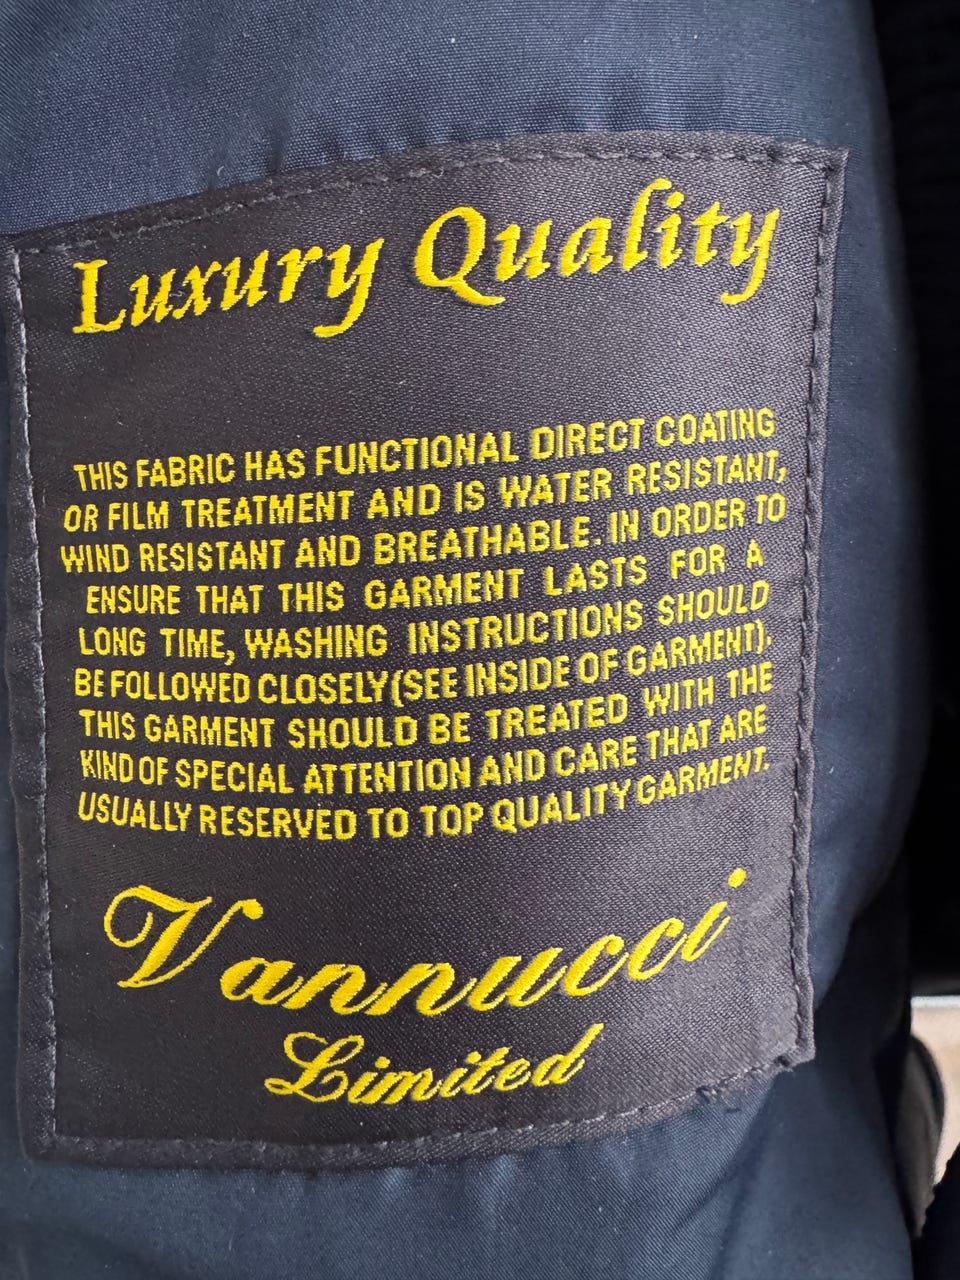 Luxury Quality
THIS FABRIC HAS FUNCTIONAL DIRECT COATING
OR FILM TREATMENT AND IS WATER RESISTANT,
WIND RESISTANT AND BREATHABLE. IN ORDER TO
ENSURE THAT THIS GARMENT LASTS FOR A
LONG TIME, WASHING INSTRUCTIONS SHOULD
BE FOLLOWED CLOSELY(SEE INSIDE OF GARMENT).
THIS GARMENT SHOULD BE TREATED WITH THE
KIND OF SPECIAL ATTENTION AND CARE THAT ARE
USUALLY RESERVED TO TOP QUALITY GARMENT.
Vannucci
Limited